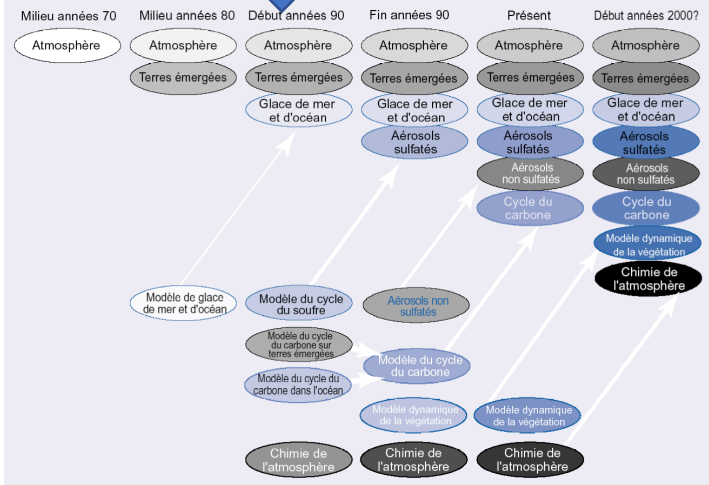 Milieu années 70
Milieu années 80
Début années 90
Fin années 90
Présent
Début années 2000?
Atmosphère
Atmosphère
Atmosphère
Atmosphère
Atmosphère
Atmosphère
Terres émergées
Terres émergées
Terres émergées
Terres émergées
Terres émergées
Glace de mer
et d'océan
Glace de mer
et d'océan
Glace de mer
et d'océan
Glace de mer
et d'océan
Aérosols
sulfatés
Aérosols
sulfatés
Aérosols
sulfatés
Aérosols
non sulfatés
Aérosols
non sulfatés
Cycle du
carbone
Cycle du
carbone
Modèle dynamique
de la végétation
Chimie de
l'atmosphère
Modèle de glace
de mer et d'océan
Modèle du cycle
du soufre
Aérosols non
sulfatés
Modèle du cycle
du carbone sur
terres émergées
Modèle du cycle
du carbone
Modèle du cycle du
carbone dans l'océan
Modèle dynamique
de la végétation
Modèle dynamique
de la végétation
Chimie de
l'atmosphère
Chimie de
l'atmosphère
Chimie de
l'atmosphère